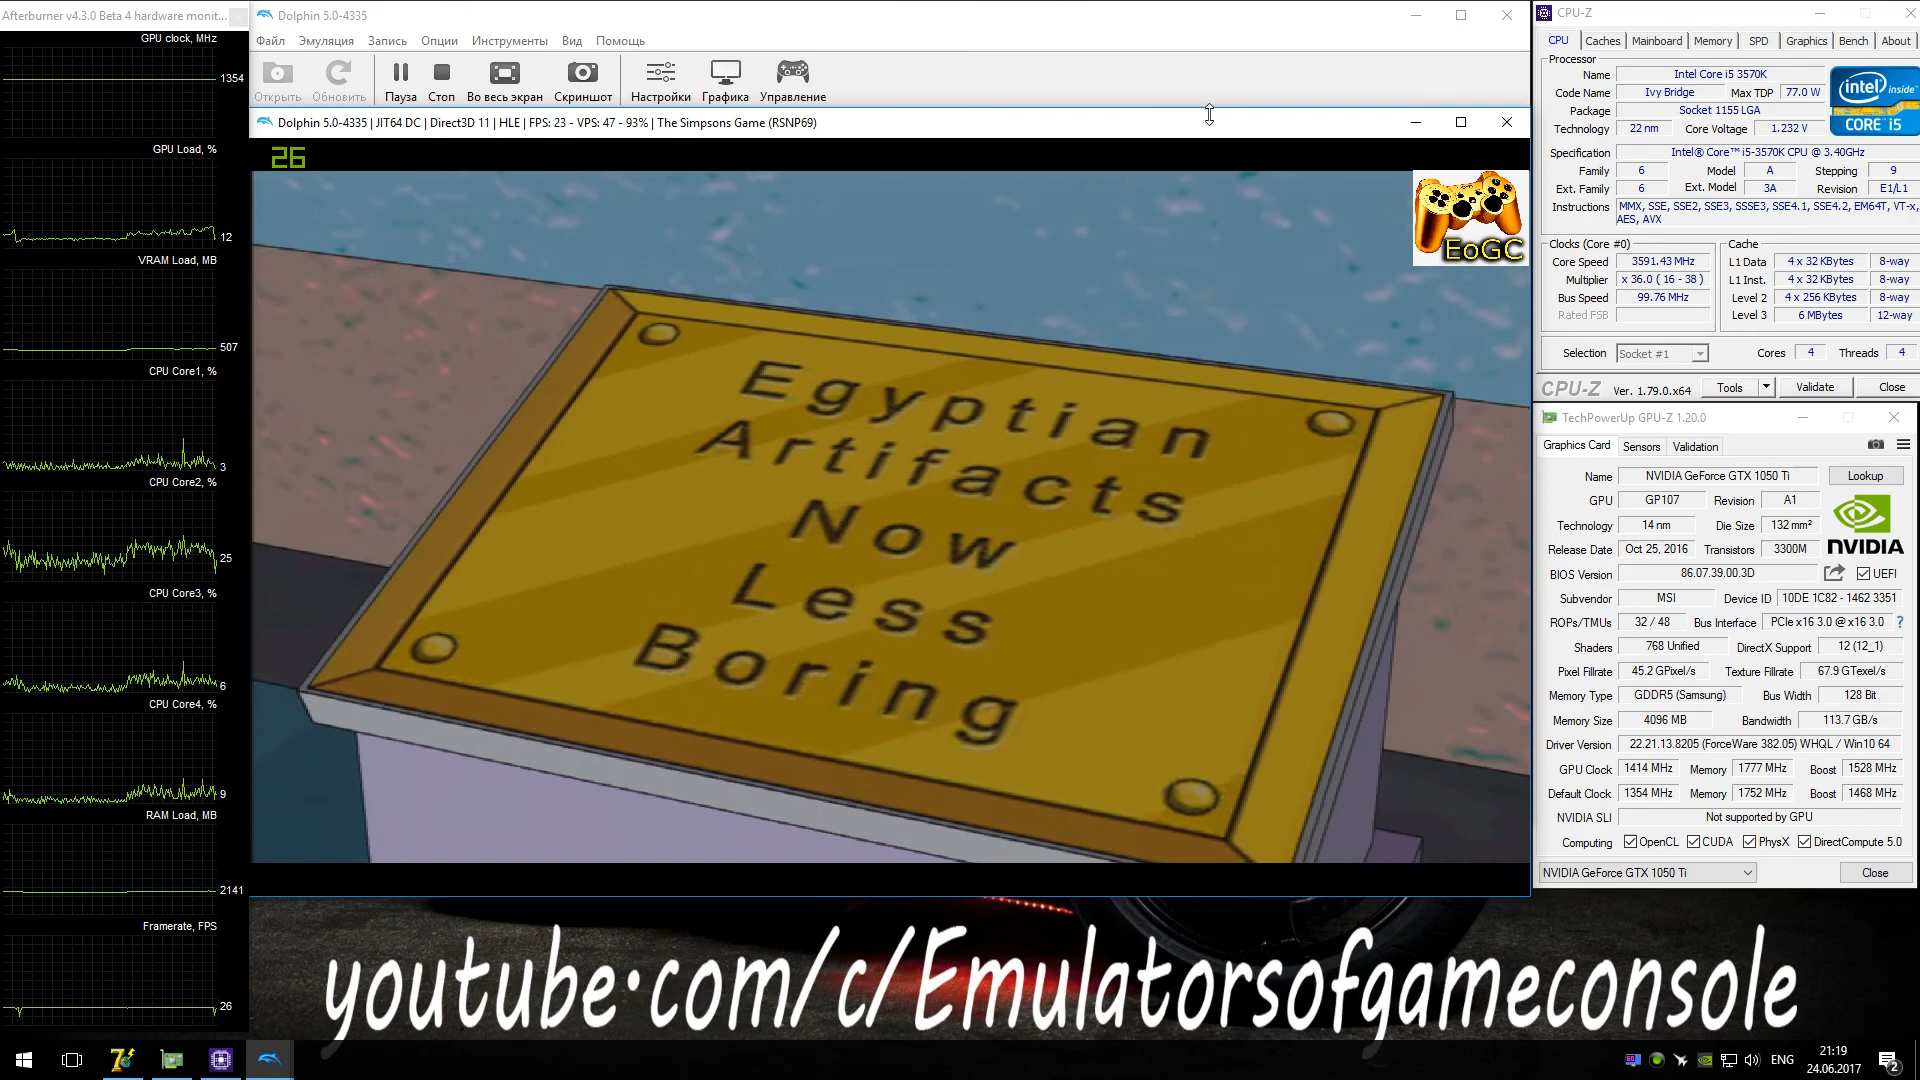 Afterburner v4.3.0 Beta 4 hardware monit...
GPU clock, MHz
1354
GPU Load, %
12
VRAM Load, MB
507
CPU Core1, %
3
CPU Core2, %
25
CPU Core3, %
6
CPU Core4, %
9
RAM Load, MB
2141
Framerate, FPS
26
Dolphin 5.0-4335
Файл Эмуляция Запись Опции Инструменты Вид Помощь
Открыть Обновить Пауза Стоп Во весь экран Скриншот Настройки Графика Управление
Dolphin 5.0-4335 | JIT64 DC | Direct3D 11 | HLE | FPS: 23 - VPS: 47 - 93% | The Simpsons Game (RSNP69)
26
EoGC
Egyptian
Artifacts
Now
Less
Boring
CPU-Z
CPU Caches Mainboard Memory SPD Graphics Bench About
Processor
Name Intel Core i5 3570K
Code Name Ivy Bridge Max TDP 77.0 W
Package Socket 1155 LGA
Technology 22 nm Core Voltage 1.232 V
intel inside
CORE i5
Specification Intel® Core™ i5-3570K CPU @ 3.40GHz
Family 6 Model A Stepping 9
Ext. Family 6 Ext. Model 3A Revision E1/L1
Instructions MMX, SSE, SSE2, SSE3, SSSE3, SSE4.1, SSE4.2, EM64T, VT-x,
AES, AVX
Clocks (Core #0) Cache
Core Speed 3591.43 MHz L1 Data 4 x 32 KBytes 8-way
Multiplier x 36.0 ( 16 - 38 ) L1 Inst. 4 x 32 KBytes 8-way
Bus Speed 99.76 MHz Level 2 4 x 256 KBytes 8-way
Rated FSB Level 3 6 MBytes 12-way
Selection Socket #1 Cores 4 Threads 4
CPU-Z Ver. 1.79.0.x64 Tools Validate Close
TechPowerUp GPU-Z 1.20.0
Graphics Card Sensors Validation
Name NVIDIA GeForce GTX 1050 Ti Lookup
GPU GP107 Revision A1
Technology 14 nm Die Size 132 mm²
Release Date Oct 25, 2016 Transistors 3300M
NVIDIA
BIOS Version 86.07.39.00.3D UEFI
Subvendor MSI Device ID 10DE 1C82 - 1462 3351
ROPs/TMUs 32 / 48 Bus Interface PCIe x16 3.0 @ x16 3.0 ?
Shaders 768 Unified DirectX Support 12 (12_1)
Pixel Fillrate 45.2 GPixel/s Texture Fillrate 67.9 GTexel/s
Memory Type GDDR5 (Samsung) Bus Width 128 Bit
Memory Size 4096 MB Bandwidth 113.7 GB/s
Driver Version 22.21.13.8205 (ForceWare 382.05) WHQL / Win10 64
GPU Clock 1414 MHz Memory 1777 MHz Boost 1528 MHz
Default Clock 1354 MHz Memory 1752 MHz Boost 1468 MHz
NVIDIA SLI Not supported by GPU
Computing OpenCL CUDA PhysX DirectCompute 5.0
NVIDIA GeForce GTX 1050 Ti Close
youtube.com/c/Emulatorsofgameconsole
ENG
21:19
24.06.2017
2